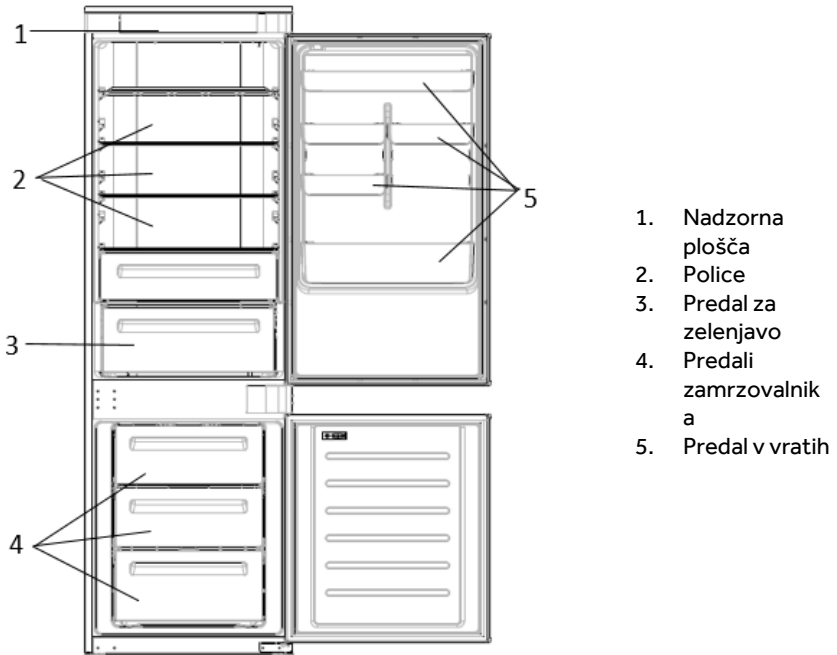 1
2
3
4
5
1. Nadzorna
plošča
2. Police
3. Predal za
zelenjavo
4. Predali
zamrzovalnik
a
5. Predal v vratih